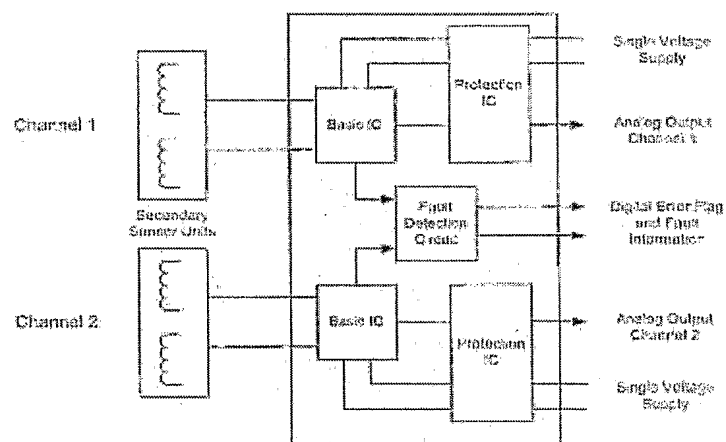 Single Voltage
Supply
Protection
IC
Channel 1
Basic IC
Analog Output
Channel 1
Secondary
Sensor Units
Fault
Detection
Circuit
Digital Error Flag
and Fault
Information
Channel 2
Basic IC
Analog Output
Channel 2
Protection
IC
Single Voltage
Supply